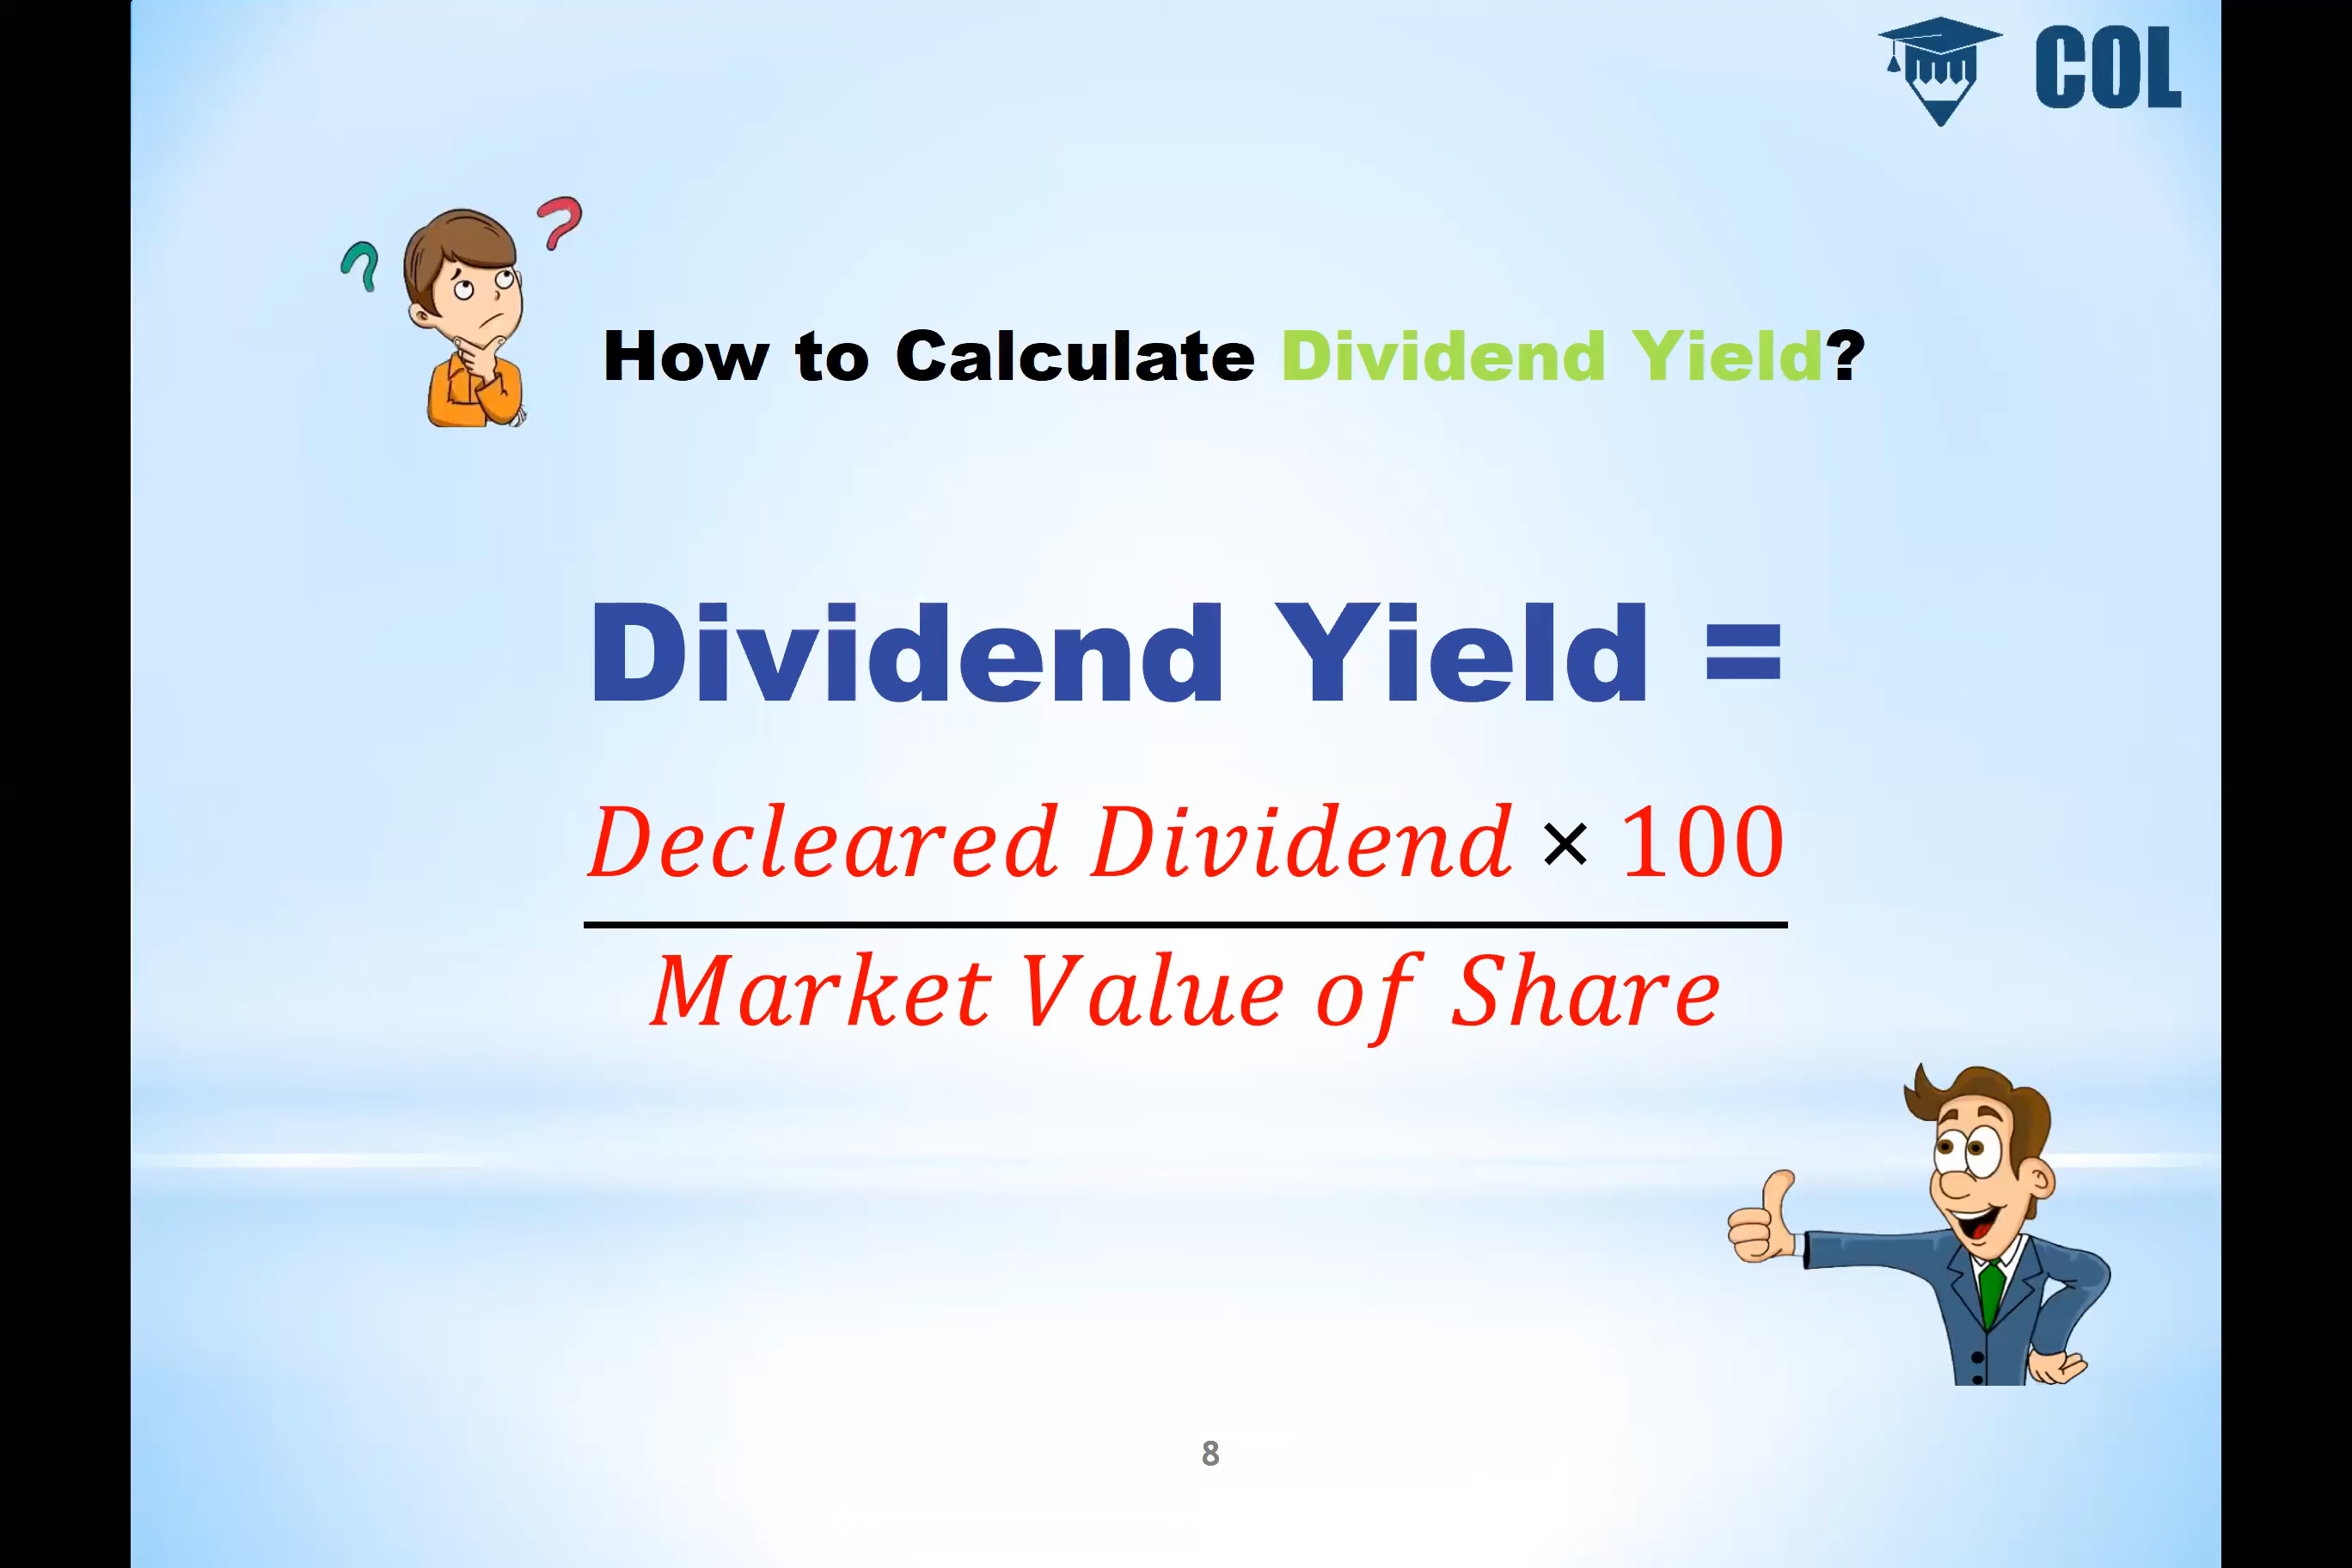 COL
How to Calculate Dividend Yield?
Dividend Yield =
Decleared Dividend × 100
Market Value of Share
8